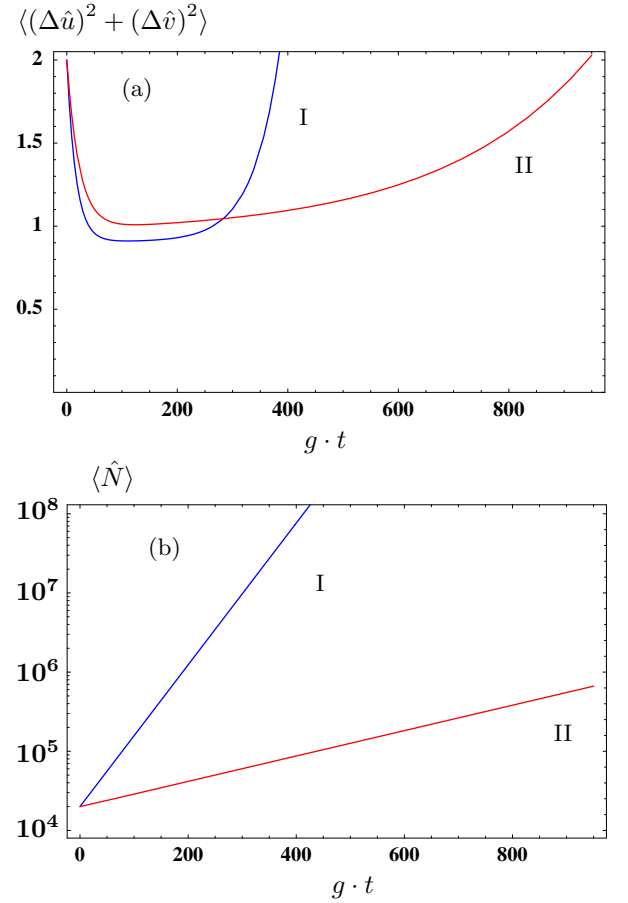 ⟨(Δû)² + (Δv̂)²⟩
2
(a)
I
1.5
II
1
0.5
0 200 400 600 800
g · t
⟨N̂⟩
10⁸
(b)
I
10⁷
10⁶
II
10⁵
10⁴
0 200 400 600 800
g · t